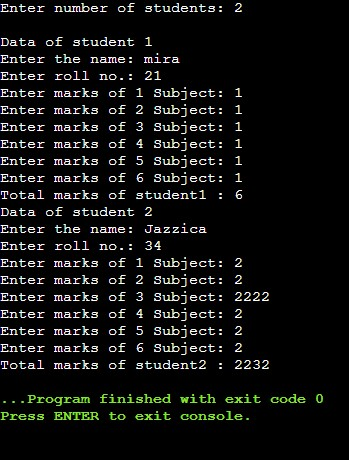 Enter number of students: 2
Data of student 1
Enter the name: mira
Enter roll no.: 21
Enter marks of 1 Subject: 1
Enter marks of 2 Subject: 1
Enter marks of 3 Subject: 1
Enter marks of 4 Subject: 1
Enter marks of 5 Subject: 1
Enter marks of 6 Subject: 1
Total marks of student1 : 6
Data of student 2
Enter the name: Jazzica
Enter roll no.: 34
Enter marks of 1 Subject: 2
Enter marks of 2 Subject: 2
Enter marks of 3 Subject: 2222
Enter marks of 4 Subject: 2
Enter marks of 5 Subject: 2
Enter marks of 6 Subject: 2
Total marks of student2 : 2232
...Program finished with exit code 0
Press ENTER to exit console.